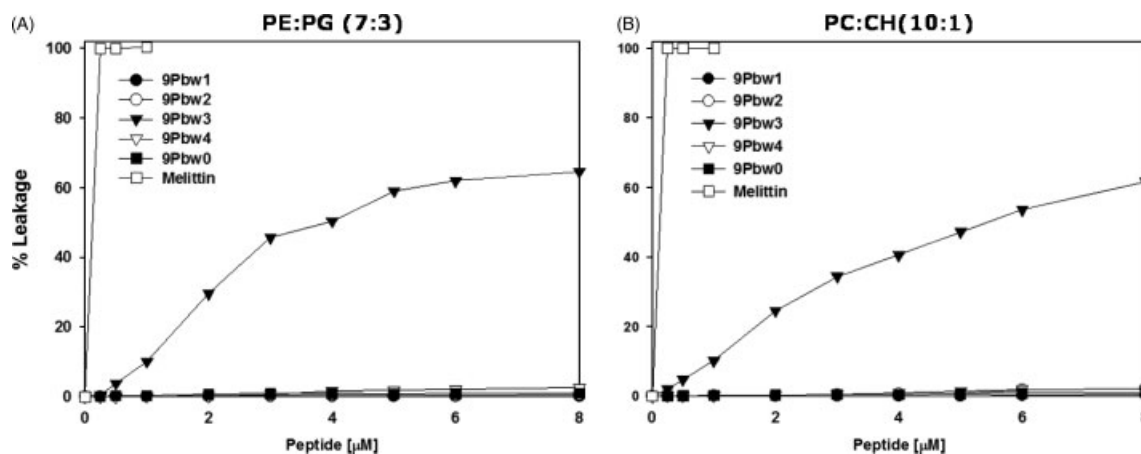 (A)
PE:PG (7:3)
% Leakage
100
80
60
40
20
0
9Pbw1
9Pbw2
9Pbw3
9Pbw4
9Pbw0
Melittin
0 2 4 6 8
Peptide [μM]
(B)
PC:CH(10:1)
100
80
60
40
20
0
9Pbw1
9Pbw2
9Pbw3
9Pbw4
9Pbw0
Melittin
0 2 4 6 8
Peptide [μM]